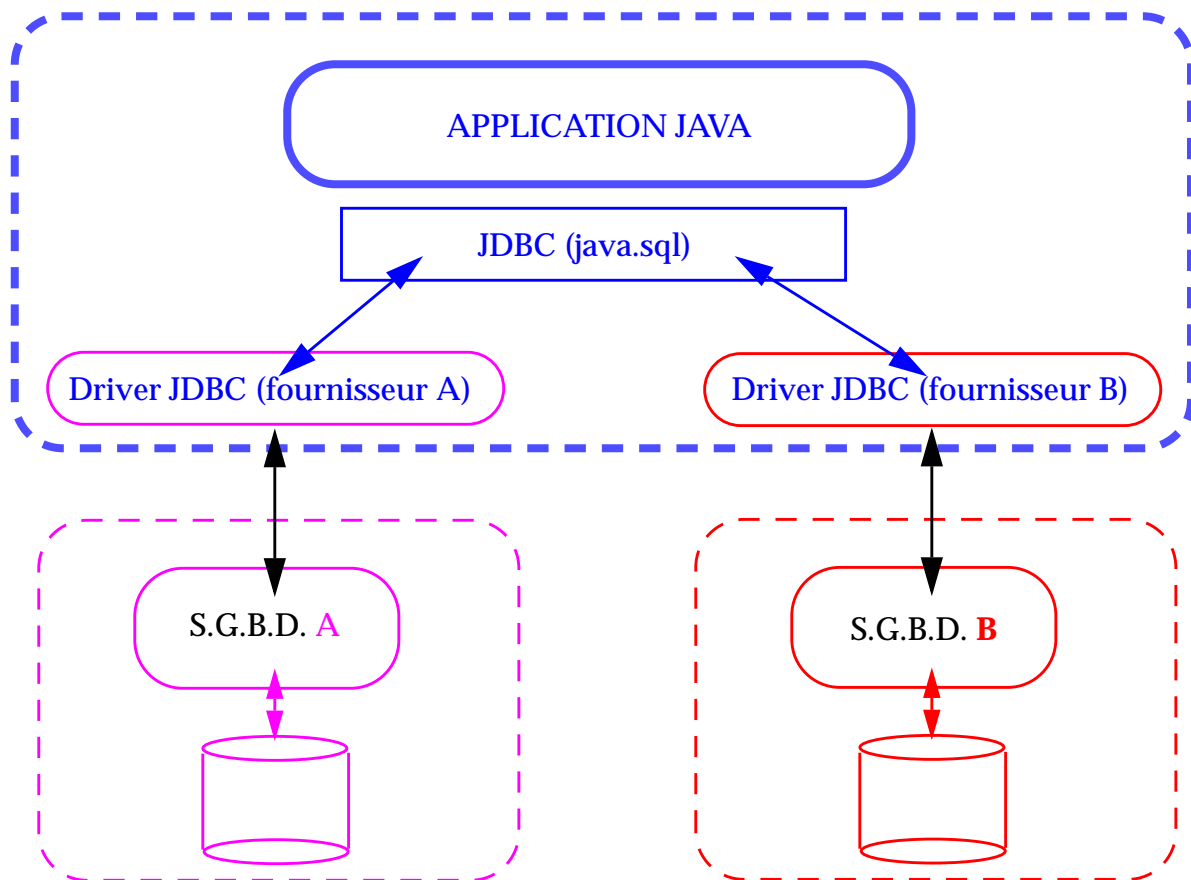 APPLICATION JAVA
JDBC (java.sql)
Driver JDBC (fournisseur A)
Driver JDBC (fournisseur B)
S.G.B.D. A
S.G.B.D. B